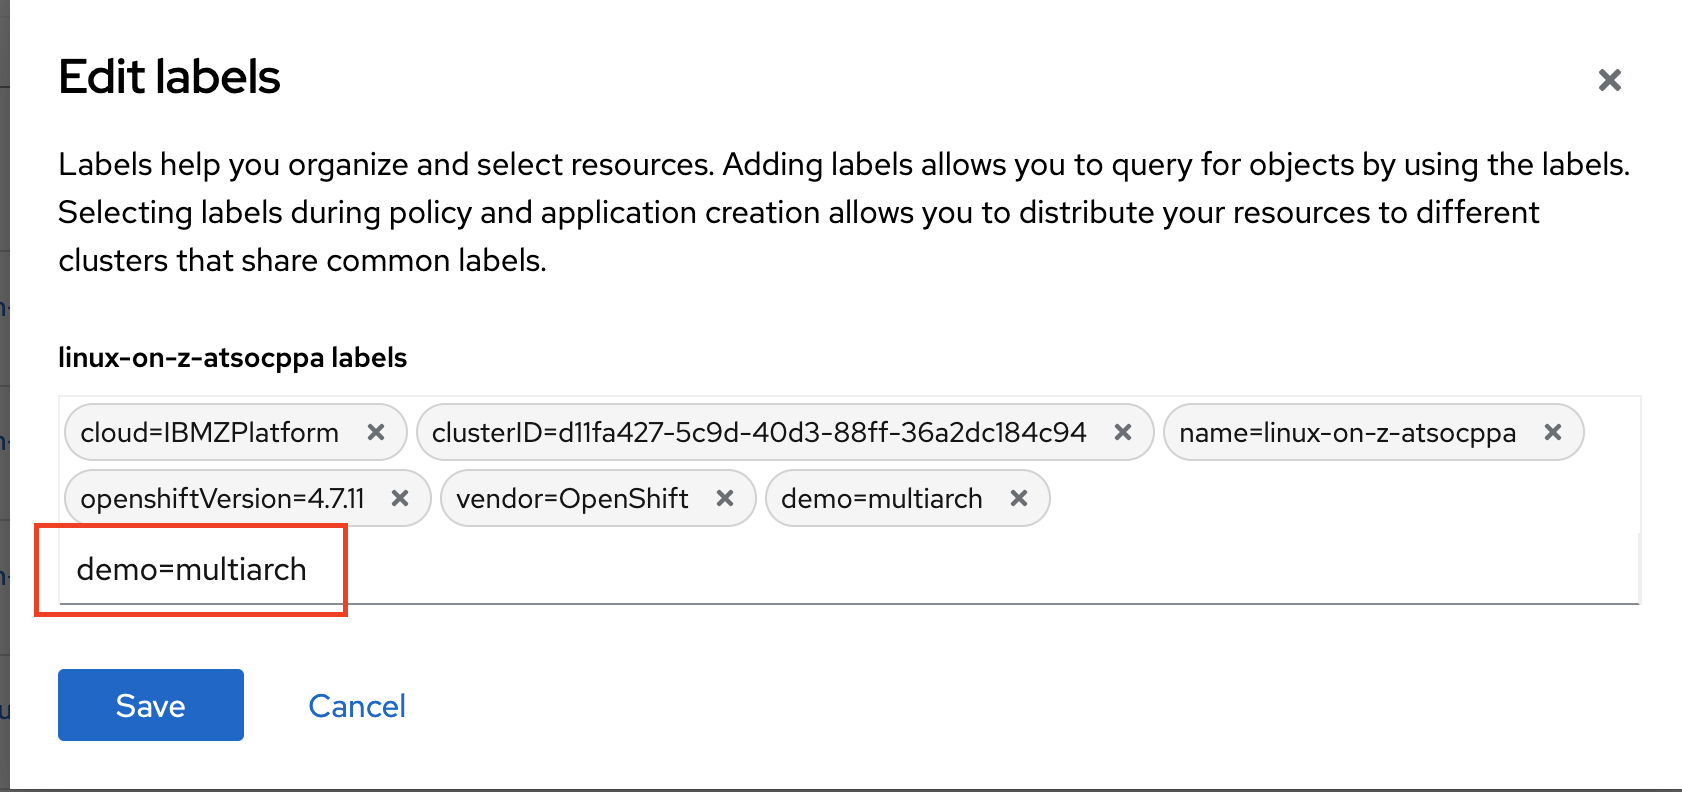 Edit labels
Labels help you organize and select resources. Adding labels allows you to query for objects by using the labels.
Selecting labels during policy and application creation allows you to distribute your resources to different
clusters that share common labels.
linux-on-z-atsocppa labels
cloud=IBMZPlatform clusterID=d11fa427-5c9d-40d3-88ff-36a2dc184c94 name=linux-on-z-atsocppa
openshiftVersion=4.7.11 vendor=OpenShift demo=multiarch
demo=multiarch
Save Cancel